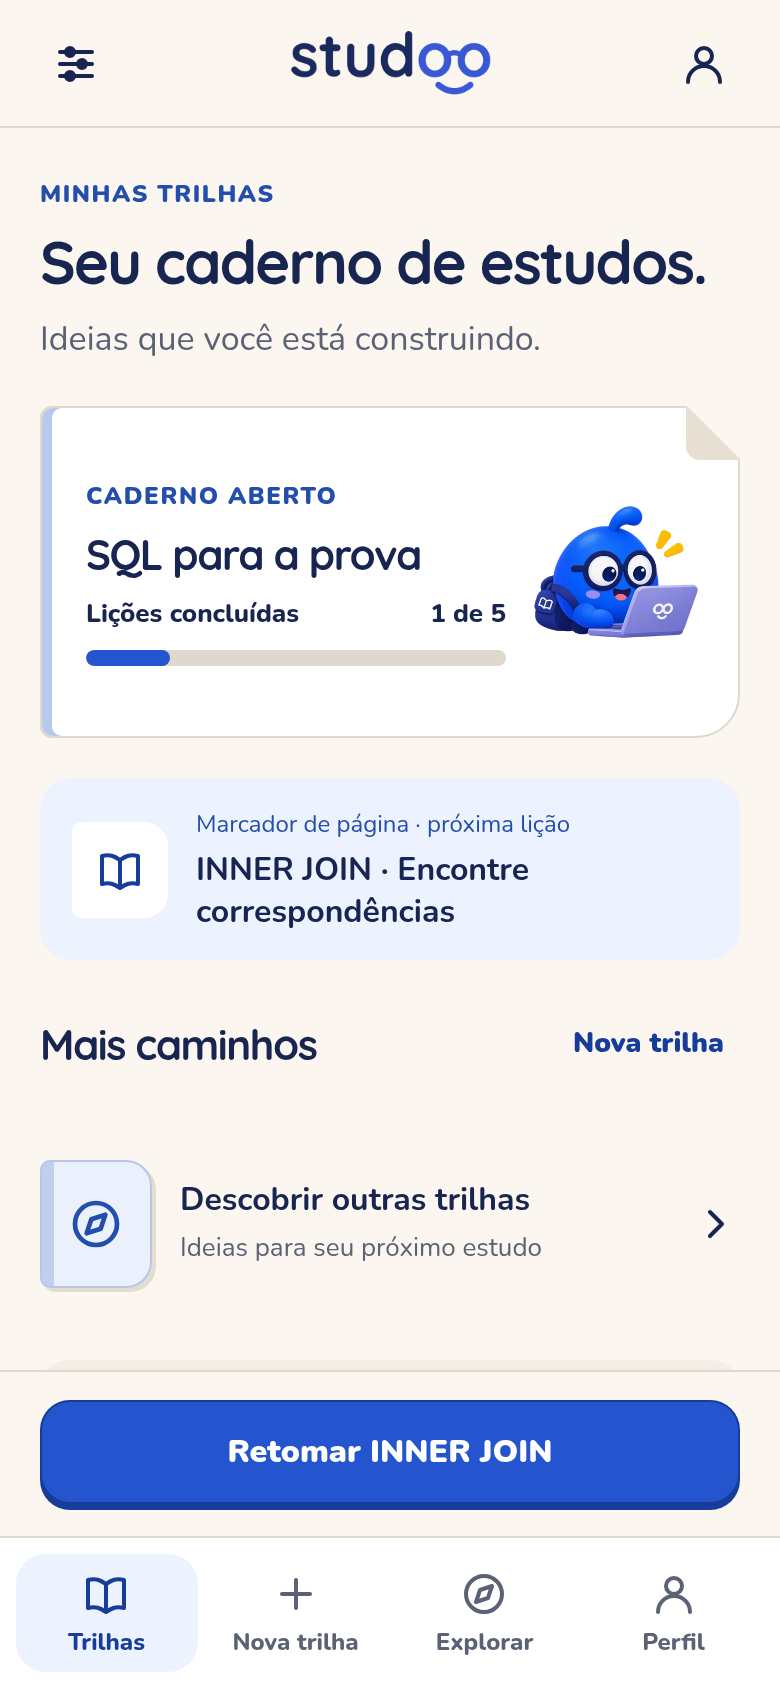 studoo
MINHAS TRILHAS
Seu caderno de estudos.
Ideias que você está construindo.
CADERNO ABERTO
SQL para a prova
Lições concluídas 1 de 5
Marcador de página · próxima lição
INNER JOIN · Encontre
correspondências
Mais caminhos Nova trilha
Descobrir outras trilhas
Ideias para seu próximo estudo
Retomar INNER JOIN
Trilhas Nova trilha Explorar Perfil